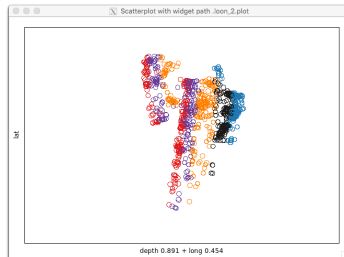 Scatterplot with widget path .loon_2.plot
lat
depth 0.891 + long 0.454